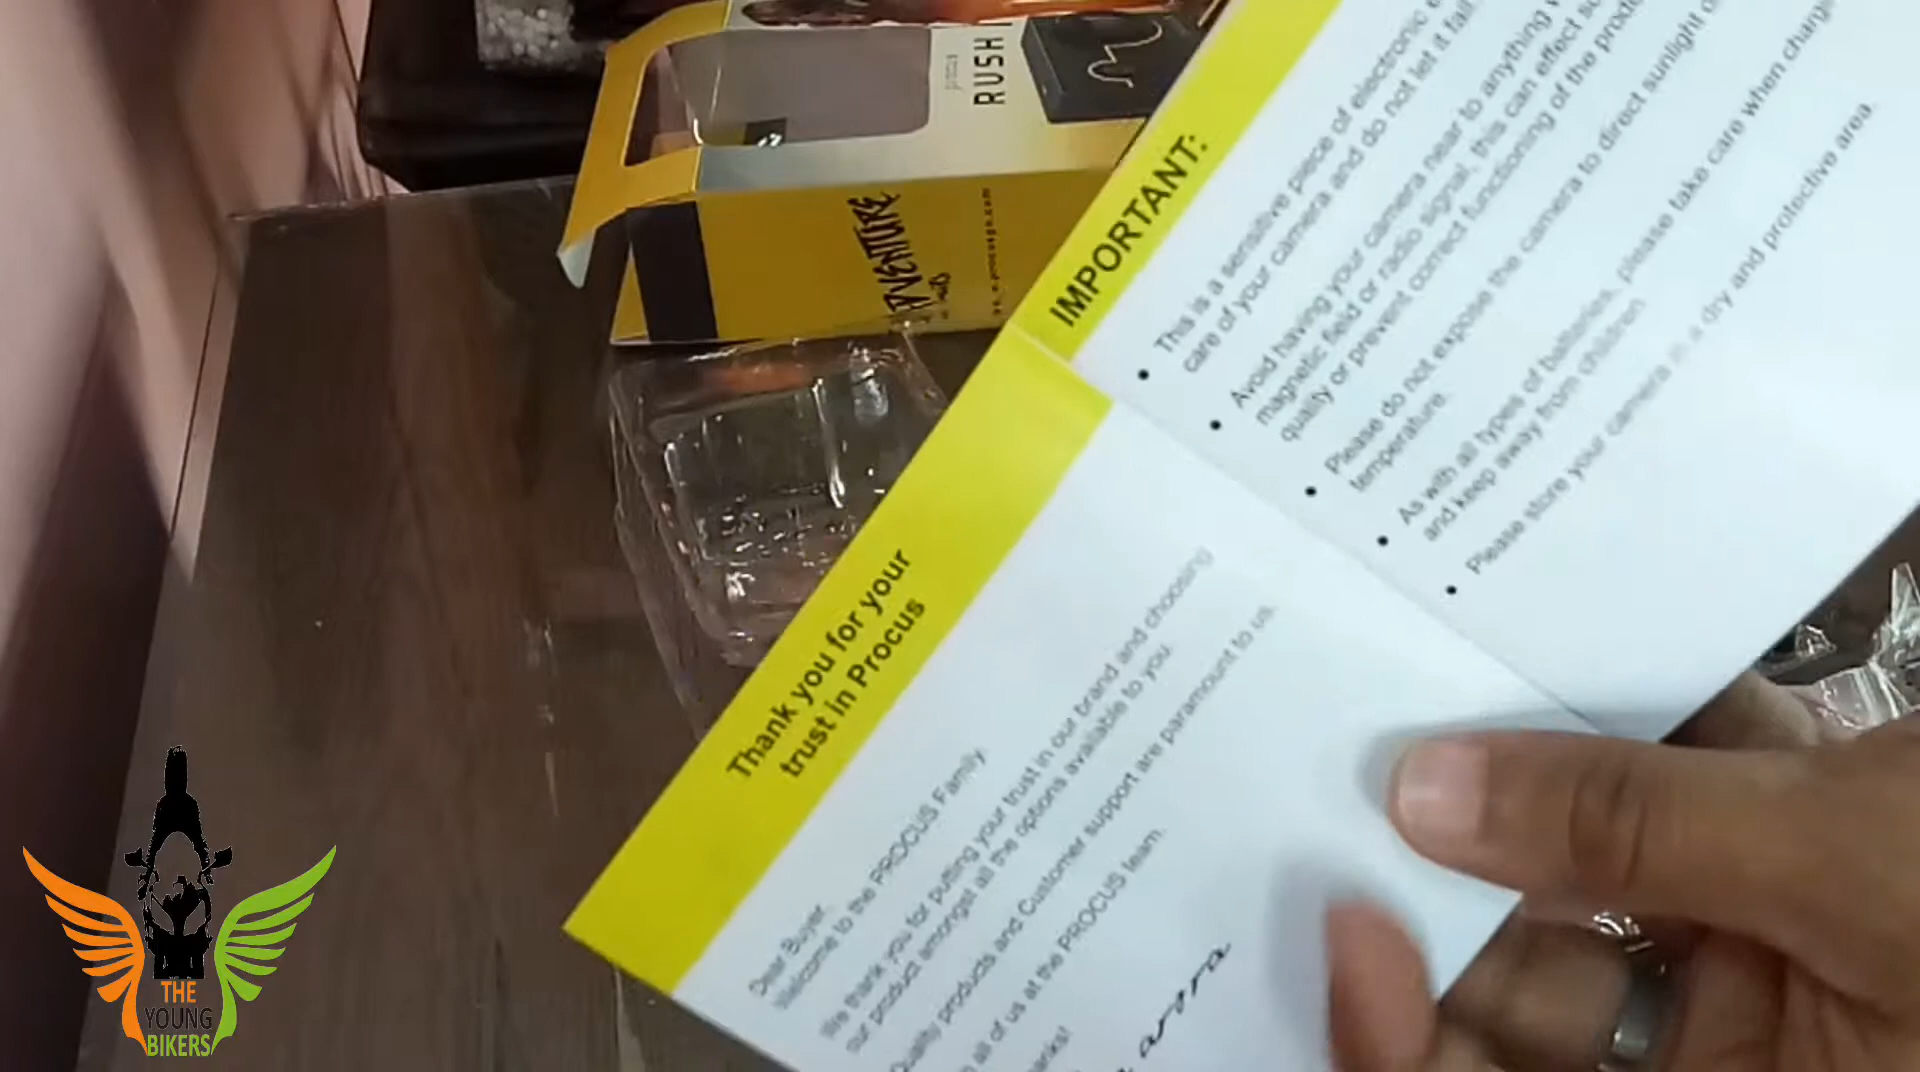 procus
RUSH
IMPORTANT:
This is a sensitive piece of electronic
care of your camera and do not let it fall.
Avoid having your camera near to anything
magnetic field or radio signal, this can effect
quality or prevent correct functioning of the
Please do not expose the camera to direct sunlight
temperature.
As with all types of batteries, please take care when
and keep away from children
Please store your camera in a dry and protective area.
Thank you for your
trust in Procus
Dear Buyer,
Welcome to the PROCUS Family.
We thank you for putting your trust in our brand and choosing
our product amongst all the options available to you.
Quality products and Customer support are paramount to us.
all of us at the PROCUS team.
THE
YOUNG
BIKERS